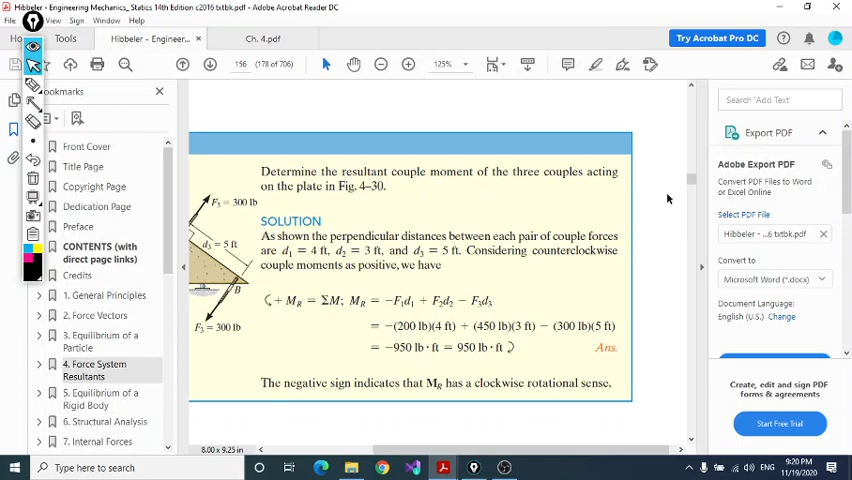 Hibbeler - Engineering Mechanics_ Statics 14th Edition c2016 txtbk.pdf - Adobe Acrobat Reader DC
File View Sign Window Help
Tools Hibbeler - Engineer... × Ch. 4.pdf Try Acrobat Pro DC
156 (178 of 706) 125%
Front Cover
Title Page
Copyright Page
Dedication Page
Preface
CONTENTS (with
direct page links)
Credits
1. General Principles
2. Force Vectors
3. Equilibrium of a
Particle
4. Force System
Resultants
5. Equilibrium of a
Rigid Body
6. Structural Analysis
7. Internal Forces
Determine the resultant couple moment of the three couples acting
on the plate in Fig. 4–30.
F₃ = 300 lb
d₃ = 5 ft
B
F₃ = 300 lb
SOLUTION
As shown the perpendicular distances between each pair of couple forces
are d₁ = 4 ft, d₂ = 3 ft, and d₃ = 5 ft. Considering counterclockwise
couple moments as positive, we have
↺ + M_R = ΣM; M_R = −F₁d₁ + F₂d₂ − F₃d₃
= −(200 lb)(4 ft) + (450 lb)(3 ft) − (300 lb)(5 ft)
= −950 lb·ft = 950 lb·ft ↻ Ans.
The negative sign indicates that M_R has a clockwise rotational sense.
8.00 x 9.25 in
Search 'Add Text'
Export PDF
Adobe Export PDF
Convert PDF Files to Word
or Excel Online
Select PDF File
Hibbeler ...6 txtbk.pdf ×
Convert to
Microsoft Word (*.docx)
Document Language:
English (U.S.) Change
Create, edit and sign PDF
forms & agreements
Start Free Trial
Type here to search
ENG
9:20 PM
11/19/2020